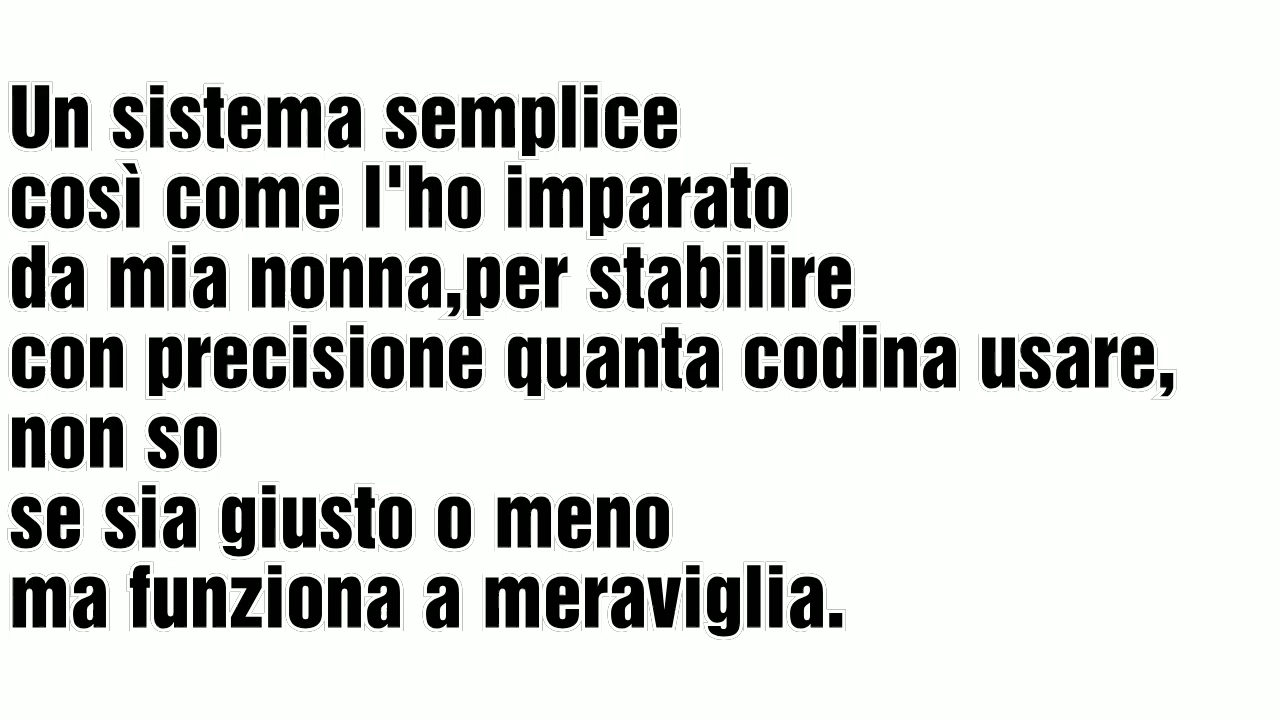 Un sistema semplice
così come l'ho imparato
da mia nonna,per stabilire
con precisione quanta codina usare,
non so
se sia giusto o meno
ma funziona a meraviglia.